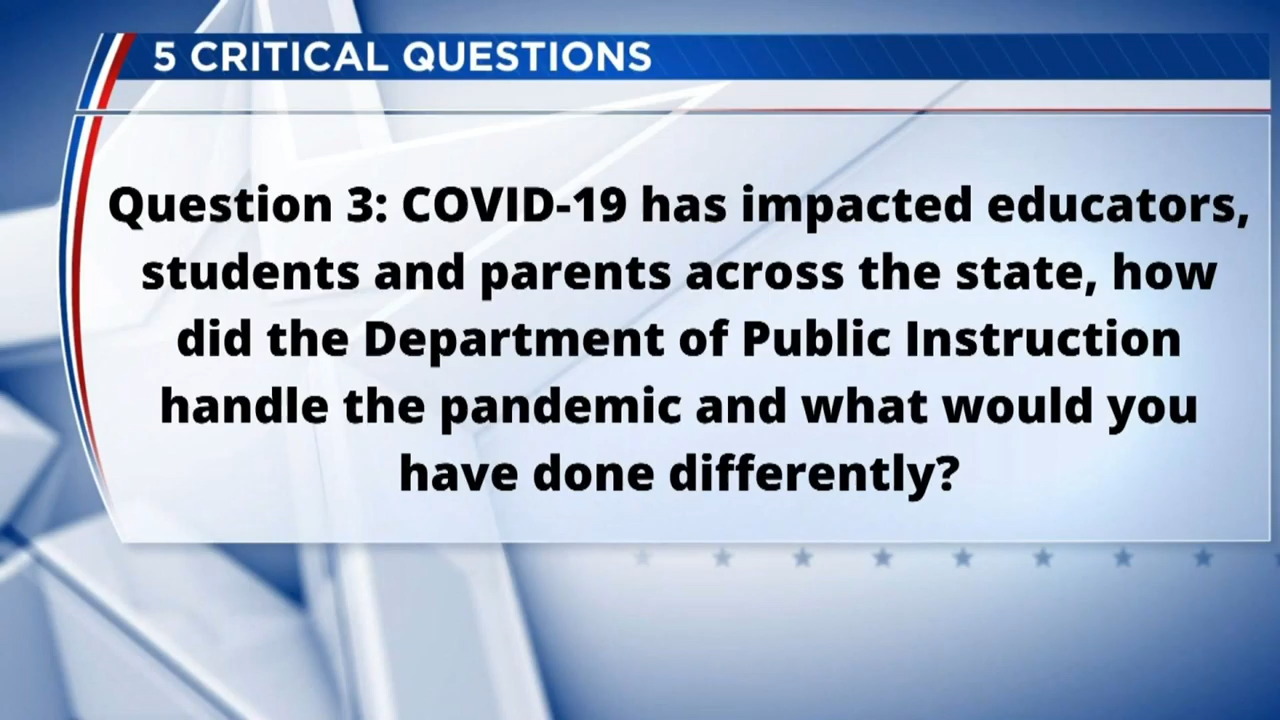 5 CRITICAL QUESTIONS
Question 3: COVID-19 has impacted educators,
students and parents across the state, how
did the Department of Public Instruction
handle the pandemic and what would you
have done differently?